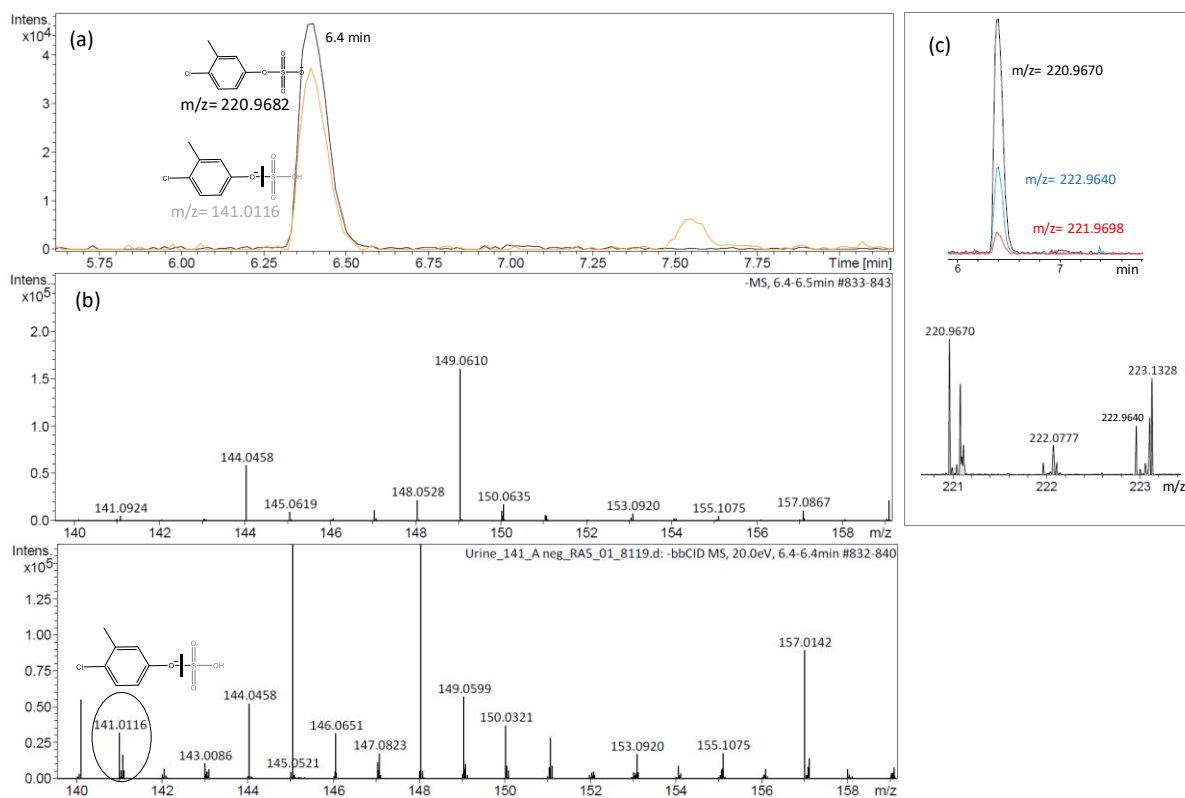 Intens.
x10⁴
(a)
6.4 min
4
3
2
1
0
Cl
O
S
O
O
O⁻
m/z= 220.9682
Cl
O⁻
S
O
O
OH
m/z= 141.0116
5.75
6.00
6.25
6.50
6.75
7.00
7.25
7.50
7.75
Time [min]
Intens.
x10⁵
(b)
-MS, 6.4-6.5min #833-843
2.0
1.5
1.0
0.5
0.0
141.0924
144.0458
145.0619
148.0528
149.0610
150.0635
153.0920
155.1075
157.0867
140
142
144
146
148
150
152
154
156
158
m/z
Intens.
x10⁵
Urine_141_A neg_RA5_01_8119.d: -bbCID MS, 20.0eV, 6.4-6.4min #832-840
1.25
1.00
0.75
0.50
0.25
0.00
Cl
O⁻
S
O
O
OH
141.0116
143.0086
144.0458
145.0521
146.0651
147.0823
149.0599
150.0321
153.0920
155.1075
157.0142
140
142
144
146
148
150
152
154
156
158
m/z
(c)
m/z= 220.9670
m/z= 222.9640
m/z= 221.9698
6
7
min
220.9670
222.0777
222.9640
223.1328
221
222
223
m/z